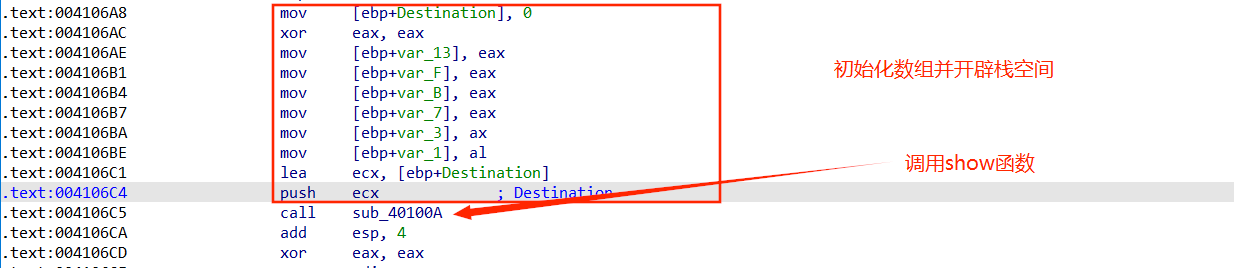 .text:004106A8 mov [ebp+Destination], 0
.text:004106AC xor eax, eax
.text:004106AE mov [ebp+var_13], eax
.text:004106B1 mov [ebp+var_F], eax
.text:004106B4 mov [ebp+var_B], eax
.text:004106B7 mov [ebp+var_7], eax
.text:004106BA mov [ebp+var_3], ax
.text:004106BE mov [ebp+var_1], al
.text:004106C1 lea ecx, [ebp+Destination]
.text:004106C4 push ecx ; Destination
.text:004106C5 call sub_40100A
.text:004106CA add esp, 4
.text:004106CD xor eax, eax
初始化数组并开辟栈空间
调用show函数